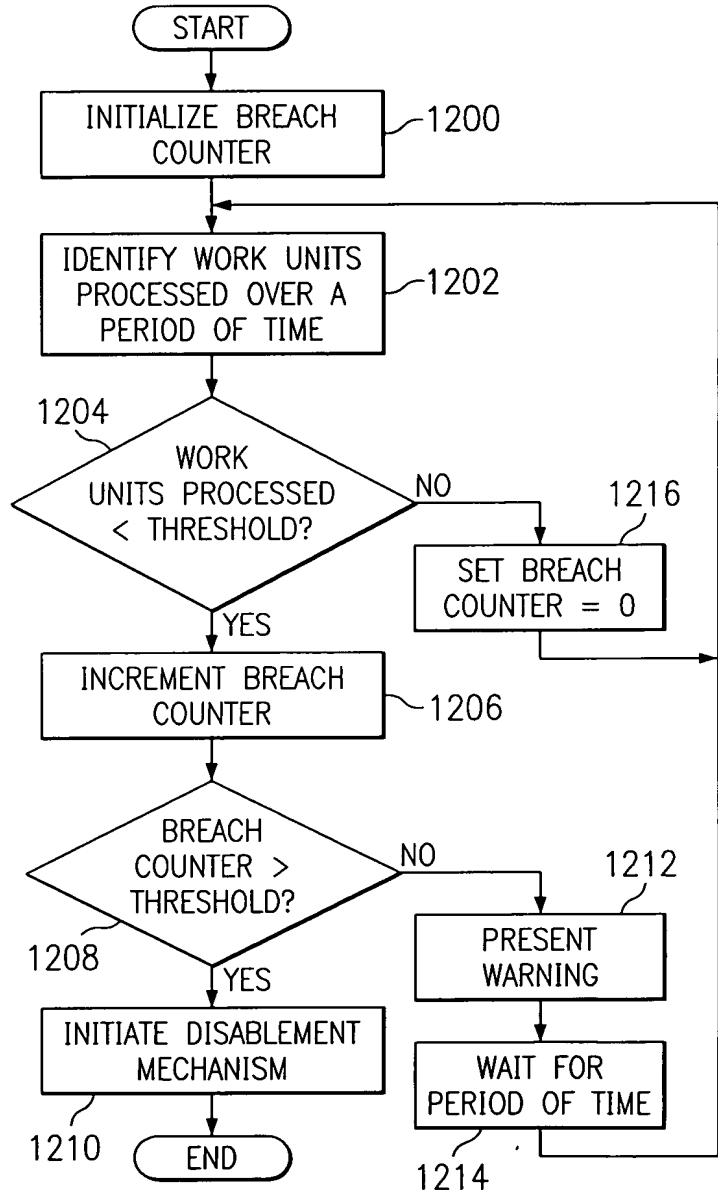 START
INITIALIZE BREACH
COUNTER
1200
IDENTIFY WORK UNITS
PROCESSED OVER A
PERIOD OF TIME
1202
1204
WORK
UNITS PROCESSED
< THRESHOLD?
NO
1216
SET BREACH
COUNTER = 0
YES
INCREMENT BREACH
COUNTER
1206
BREACH
COUNTER >
THRESHOLD?
NO
1208
1212
PRESENT
WARNING
YES
INITIATE DISABLEMENT
MECHANISM
1210
WAIT FOR
PERIOD OF TIME
1214
END